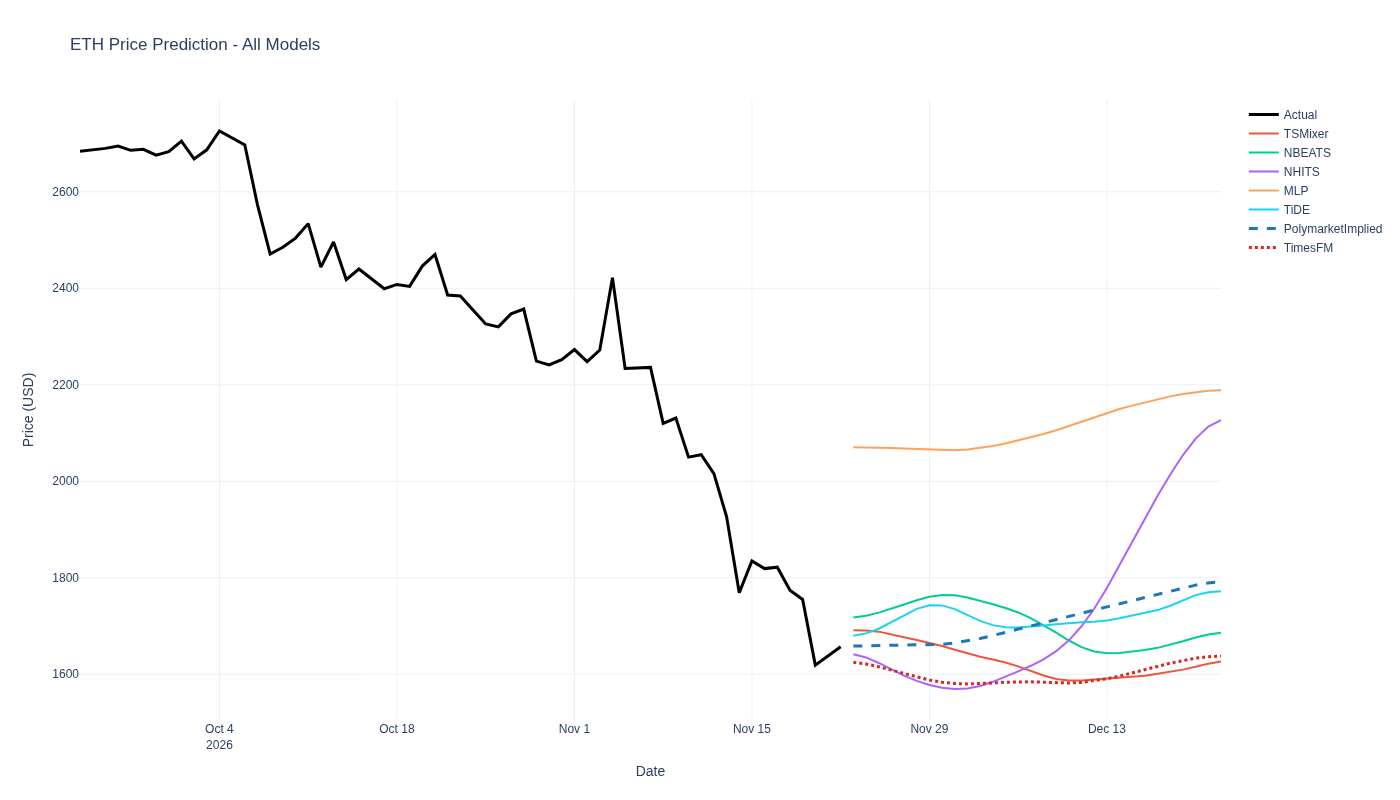 ETH Price Prediction - All Models
Actual
TSMixer
NBEATS
NHITS
MLP
TiDE
PolymarketImplied
TimesFM
Price (USD)
2600
2400
2200
2000
1800
1600
Oct 4
2026
Oct 18
Nov 1
Nov 15
Nov 29
Dec 13
Date